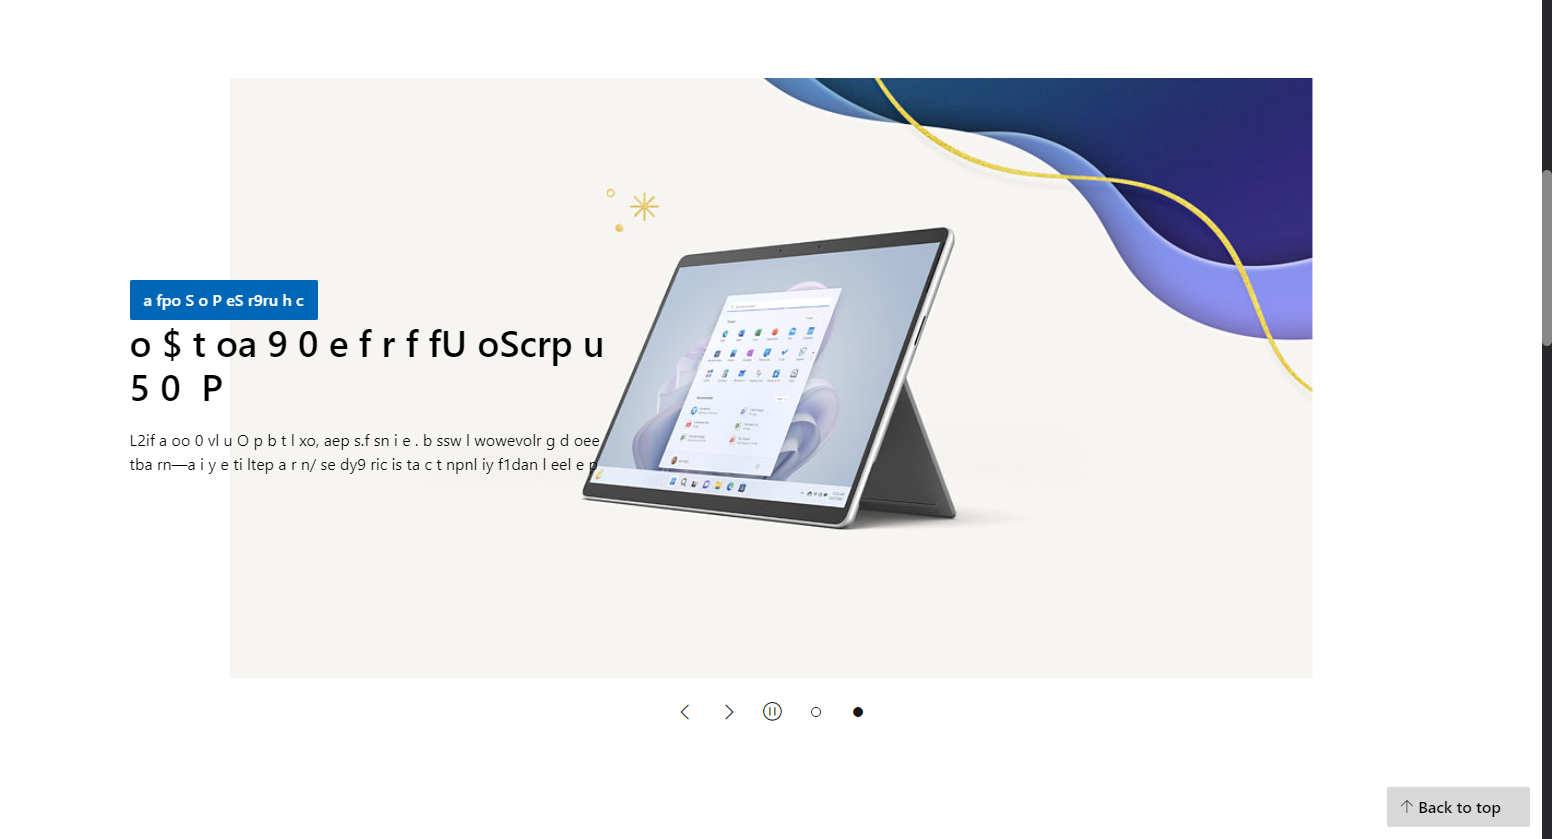 a fpo S o P eS r9ru h c
o $ t oa 9 0 e f r f fU oScrp u
5 0 P
L2if a oo 0 vl u O p b t l xo, aep s.f sn i e . b ssw l wowevolr g d oee
tba rn—a i y e ti ltep a r n/ se dy9 ric is ta c t npnl iy f1dan l eel e p
Back to top